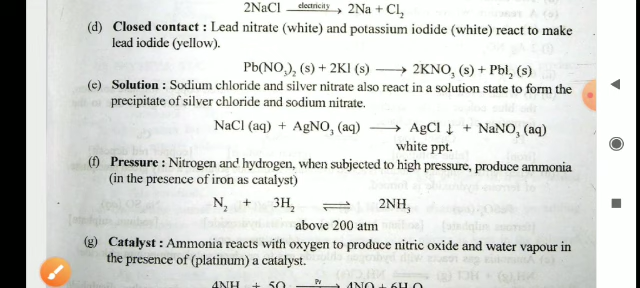 2NaCl —electricity→ 2Na + Cl₂
(d) Closed contact : Lead nitrate (white) and potassium iodide (white) react to make
lead iodide (yellow).
Pb(NO₃)₂ (s) + 2KI (s) ⟶ 2KNO₃ (s) + PbI₂ (s)
(e) Solution : Sodium chloride and silver nitrate also react in a solution state to form the
precipitate of silver chloride and sodium nitrate.
NaCl (aq) + AgNO₃ (aq) ⟶ AgCl ↓ + NaNO₃ (aq)
white ppt.
(f) Pressure : Nitrogen and hydrogen, when subjected to high pressure, produce ammonia
(in the presence of iron as catalyst)
N₂ + 3H₂ ⇌ 2NH₃
above 200 atm
(g) Catalyst : Ammonia reacts with oxygen to produce nitric oxide and water vapour in
the presence of (platinum) a catalyst.
4NH + 5O —Pt→ 4NO + 6H O